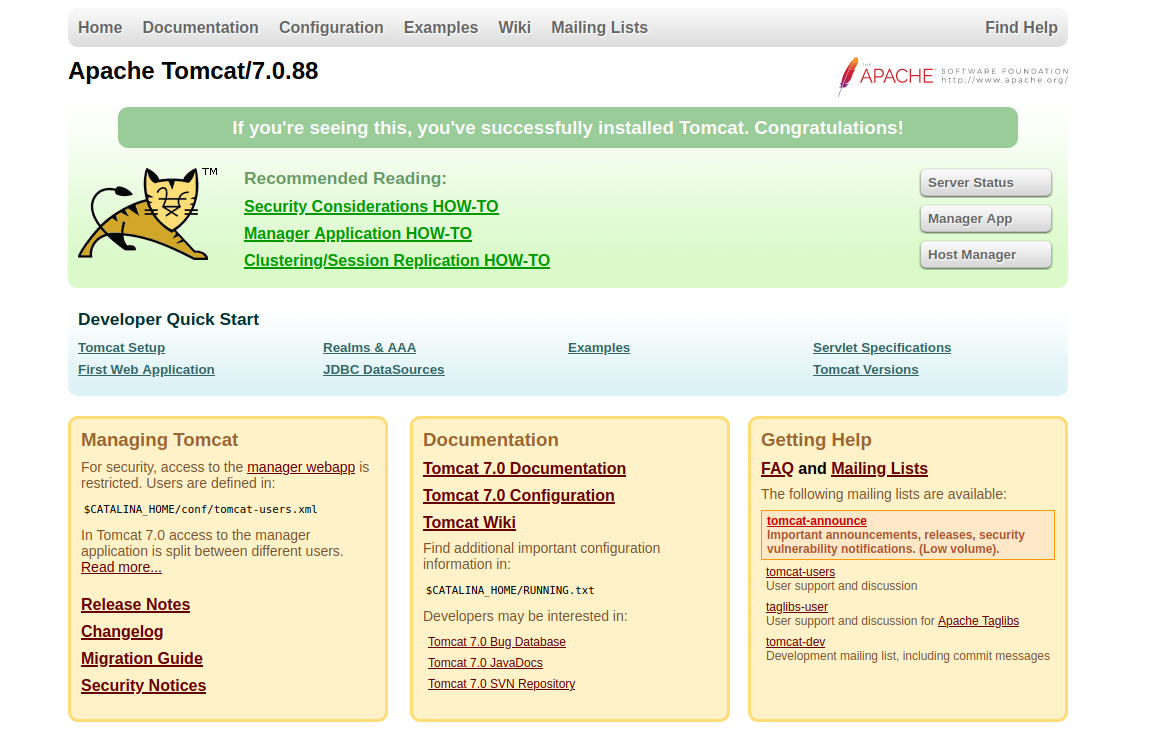 Home Documentation Configuration Examples Wiki Mailing Lists Find Help
Apache Tomcat/7.0.88
THE APACHE™ SOFTWARE FOUNDATION
http://www.apache.org/
If you're seeing this, you've successfully installed Tomcat. Congratulations!
TM
Recommended Reading:
Security Considerations HOW-TO
Manager Application HOW-TO
Clustering/Session Replication HOW-TO
Server Status
Manager App
Host Manager
Developer Quick Start
Tomcat Setup
First Web Application
Realms & AAA
JDBC DataSources
Examples
Servlet Specifications
Tomcat Versions
Managing Tomcat
For security, access to the manager webapp is
restricted. Users are defined in:
$CATALINA_HOME/conf/tomcat-users.xml
In Tomcat 7.0 access to the manager
application is split between different users.
Read more...
Release Notes
Changelog
Migration Guide
Security Notices
Documentation
Tomcat 7.0 Documentation
Tomcat 7.0 Configuration
Tomcat Wiki
Find additional important configuration
information in:
$CATALINA_HOME/RUNNING.txt
Developers may be interested in:
Tomcat 7.0 Bug Database
Tomcat 7.0 JavaDocs
Tomcat 7.0 SVN Repository
Getting Help
FAQ and Mailing Lists
The following mailing lists are available:
tomcat-announce
Important announcements, releases, security
vulnerability notifications. (Low volume).
tomcat-users
User support and discussion
taglibs-user
User support and discussion for Apache Taglibs
tomcat-dev
Development mailing list, including commit messages